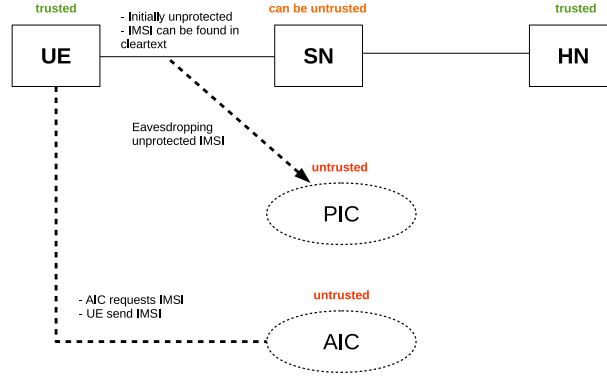 trusted
can be untrusted
trusted
- Initially unprotected
- IMSI can be found in
cleartext
UE
SN
HN
Eavesdropping
unprotected IMSI
untrusted
PIC
- AIC requests IMSI
- UE send IMSI
untrusted
AIC